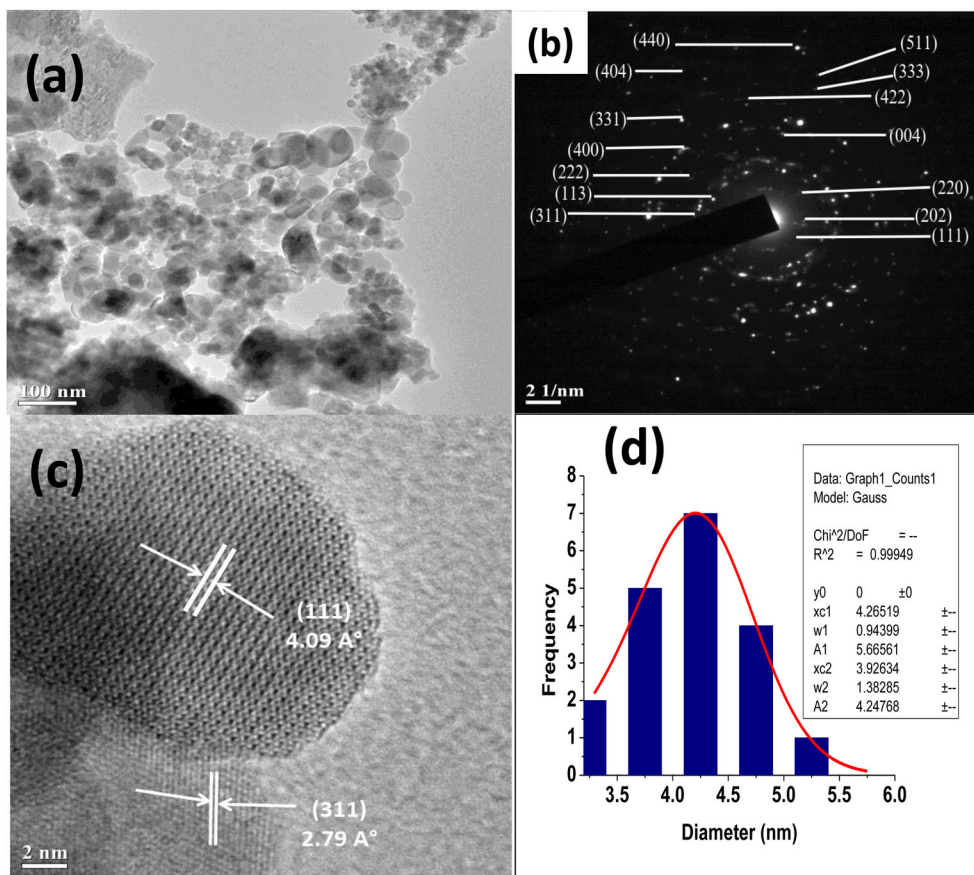 (a)
100 nm
(b)
(440)
(404)
(331)
(400)
(222)
(113)
(311)
(511)
(333)
(422)
(004)
(220)
(202)
(111)
2 1/nm
(c)
(111)
4.09 A°
(311)
2.79 A°
2 nm
(d)
8
7
6
5
4
3
2
1
0
Frequency
3.5 4.0 4.5 5.0 5.5 6.0
Diameter (nm)
Data: Graph1_Counts1
Model: Gauss
Chi^2/DoF = --
R^2 = 0.99949
y0 0 ±0
xc1 4.26519 ±--
w1 0.94399 ±--
A1 5.66561 ±--
xc2 3.92634 ±--
w2 1.38285 ±--
A2 4.24768 ±--